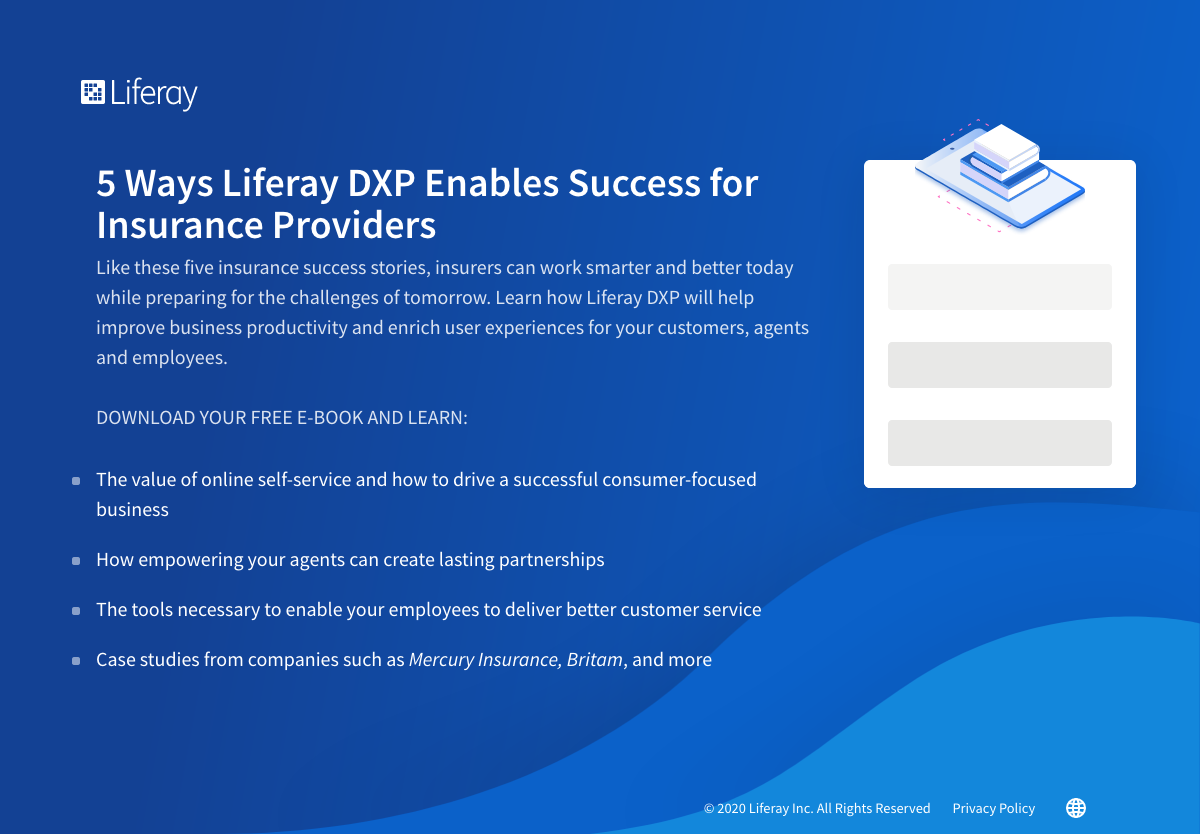 Liferay
5 Ways Liferay DXP Enables Success for
Insurance Providers
Like these five insurance success stories, insurers can work smarter and better today
while preparing for the challenges of tomorrow. Learn how Liferay DXP will help
improve business productivity and enrich user experiences for your customers, agents
and employees.
DOWNLOAD YOUR FREE E-BOOK AND LEARN:
The value of online self-service and how to drive a successful consumer-focused
business
How empowering your agents can create lasting partnerships
The tools necessary to enable your employees to deliver better customer service
Case studies from companies such as Mercury Insurance, Britam, and more
© 2020 Liferay Inc. All Rights Reserved Privacy Policy